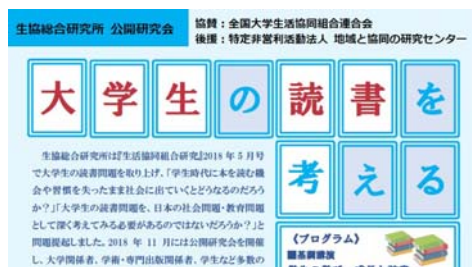 生協総合研究所 公開研究会
協賛：全国大学生活協同組合連合会
後援：特定非営利活動法人 地域と協同の研究センター
大学生の読書を
考える
生協総合研究所は『生活協同組合研究』2018 年 5 月号
で大学生の読書問題を取り上げ、「学生時代に本を読む機
会や習慣を失ったまま社会に出ていくとどうなるのだろう
か？」「大学生の読書問題を、日本の社会問題・教育問題
として深く考えてみる必要があるのではないだろうか？」と
問題提起しました。2018 年 11 月には公開研究会を開催
し、大学関係者、学術・専門出版関係者、学生など多数の
《プログラム》
■基調講演